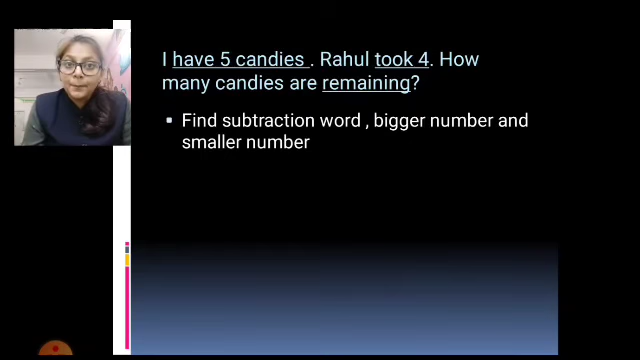 I have 5 candies . Rahul took 4. How
many candies are remaining?
Find subtraction word , bigger number and
smaller number